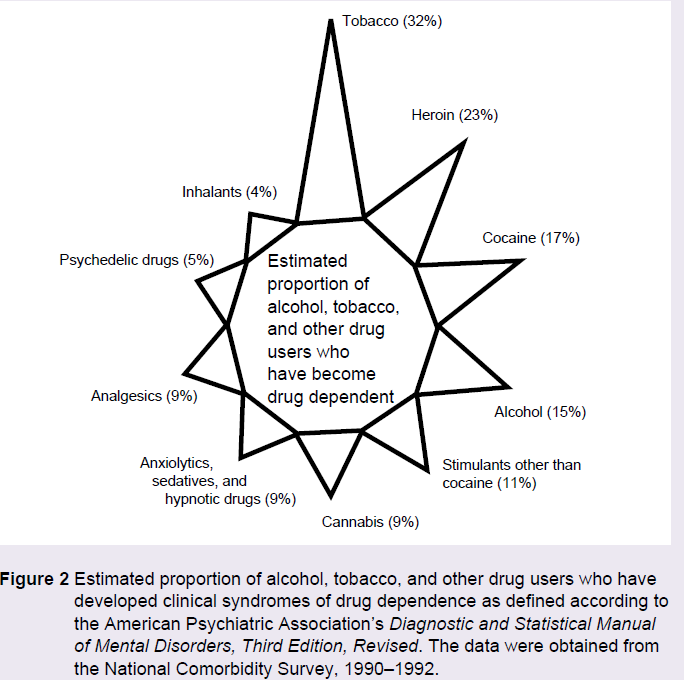 Tobacco (32%)
Heroin (23%)
Inhalants (4%)
Cocaine (17%)
Psychedelic drugs (5%)
Estimated
proportion of
alcohol, tobacco,
and other drug
users who
have become
drug dependent
Analgesics (9%)
Alcohol (15%)
Anxiolytics,
sedatives, and
hypnotic drugs (9%)
Stimulants other than
cocaine (11%)
Cannabis (9%)
Figure 2 Estimated proportion of alcohol, tobacco, and other drug users who have
developed clinical syndromes of drug dependence as defined according to
the American Psychiatric Association's Diagnostic and Statistical Manual
of Mental Disorders, Third Edition, Revised. The data were obtained from
the National Comorbidity Survey, 1990–1992.